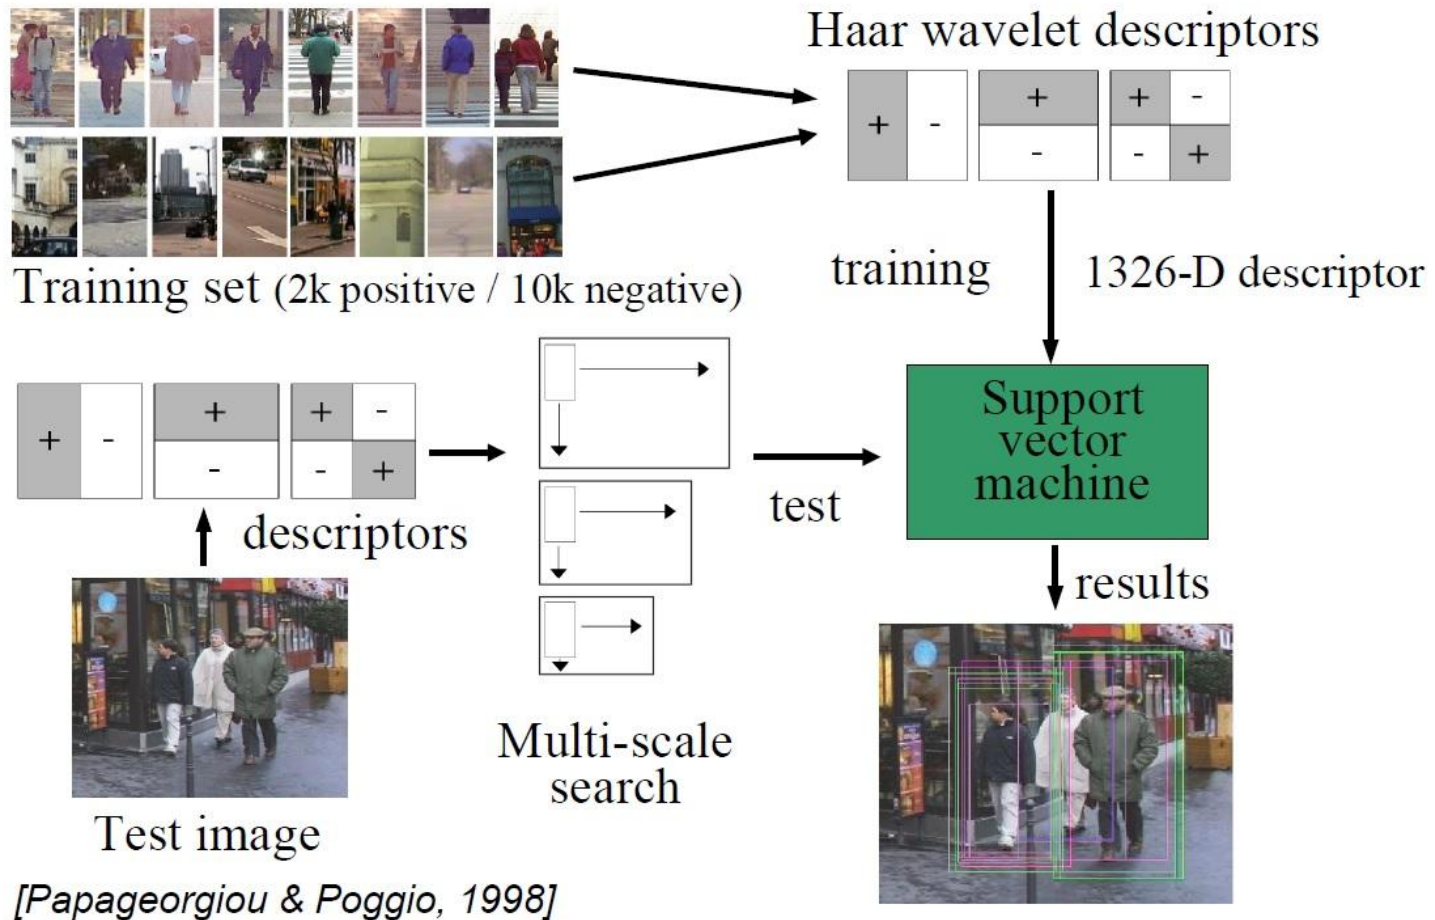 Haar wavelet descriptors
+ - + - + - - +
Training set (2k positive / 10k negative)
training
1326-D descriptor
+ - + - + - - +
descriptors
test
Support
vector
machine
results
Multi-scale
search
Test image
[Papageorgiou & Poggio, 1998]